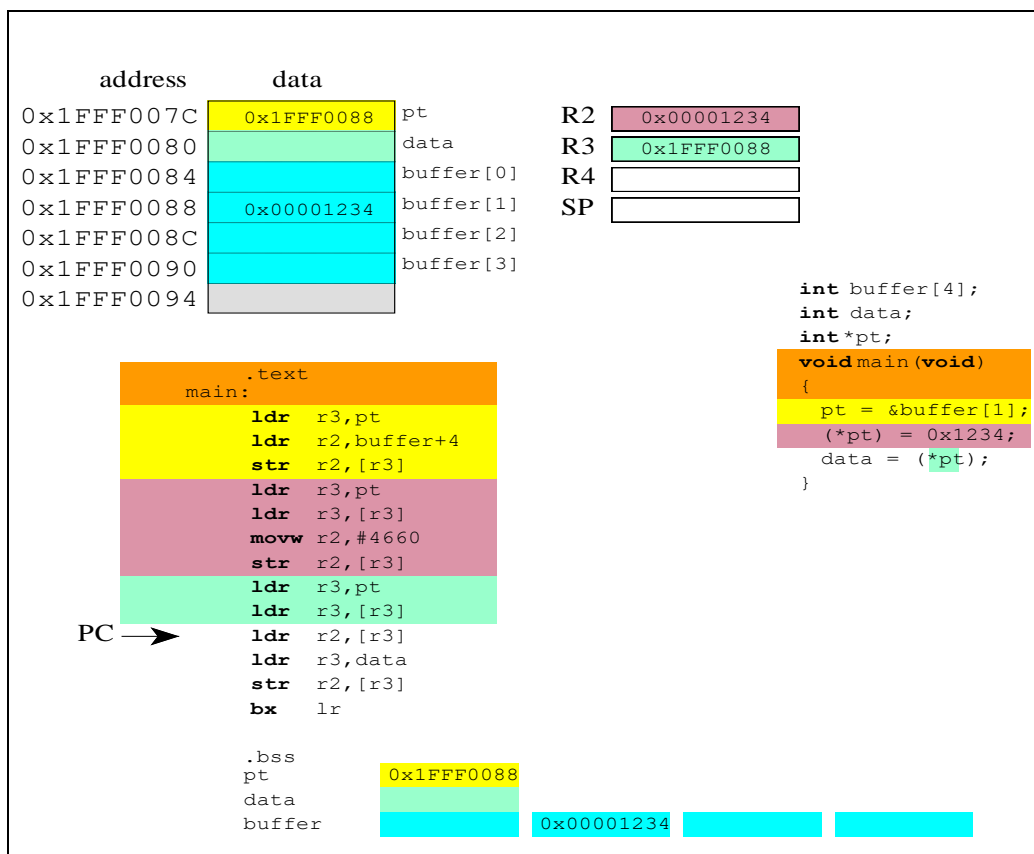 address data
0x1FFF007C 0x1FFF0088 pt
0x1FFF0080 data
0x1FFF0084 buffer[0]
0x1FFF0088 0x00001234 buffer[1]
0x1FFF008C buffer[2]
0x1FFF0090 buffer[3]
0x1FFF0094
R2 0x00001234
R3 0x1FFF0088
R4
SP
int buffer[4];
int data;
int *pt;
void main(void)
{
pt = &buffer[1];
(*pt) = 0x1234;
data = (*pt);
}
.text
main:
ldr r3,pt
ldr r2,buffer+4
str r2,[r3]
ldr r3,pt
ldr r3,[r3]
movw r2,#4660
str r2,[r3]
ldr r3,pt
ldr r3,[r3]
PC ldr r2,[r3]
ldr r3,data
str r2,[r3]
bx lr
.bss
pt 0x1FFF0088
data
buffer 0x00001234